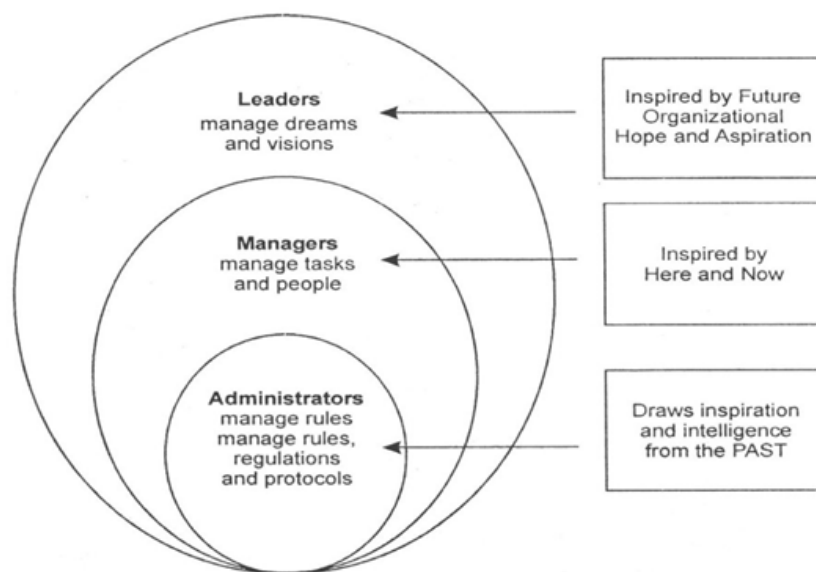 Leaders
manage dreams
and visions
Inspired by Future
Organizational
Hope and Aspiration
Managers
manage tasks
and people
Inspired by
Here and Now
Administrators
manage rules
manage rules,
regulations
and protocols
Draws inspiration
and intelligence
from the PAST